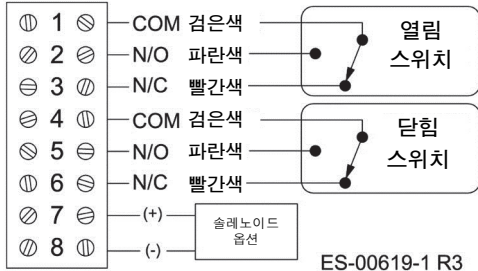 1 COM 검은색
2 N/O 파란색
3 N/C 빨간색
열림
스위치
4 COM 검은색
5 N/O 파란색
6 N/C 빨간색
닫힘
스위치
7 (+)
8 (-)
솔레노이드
옵션
ES-00619-1 R3